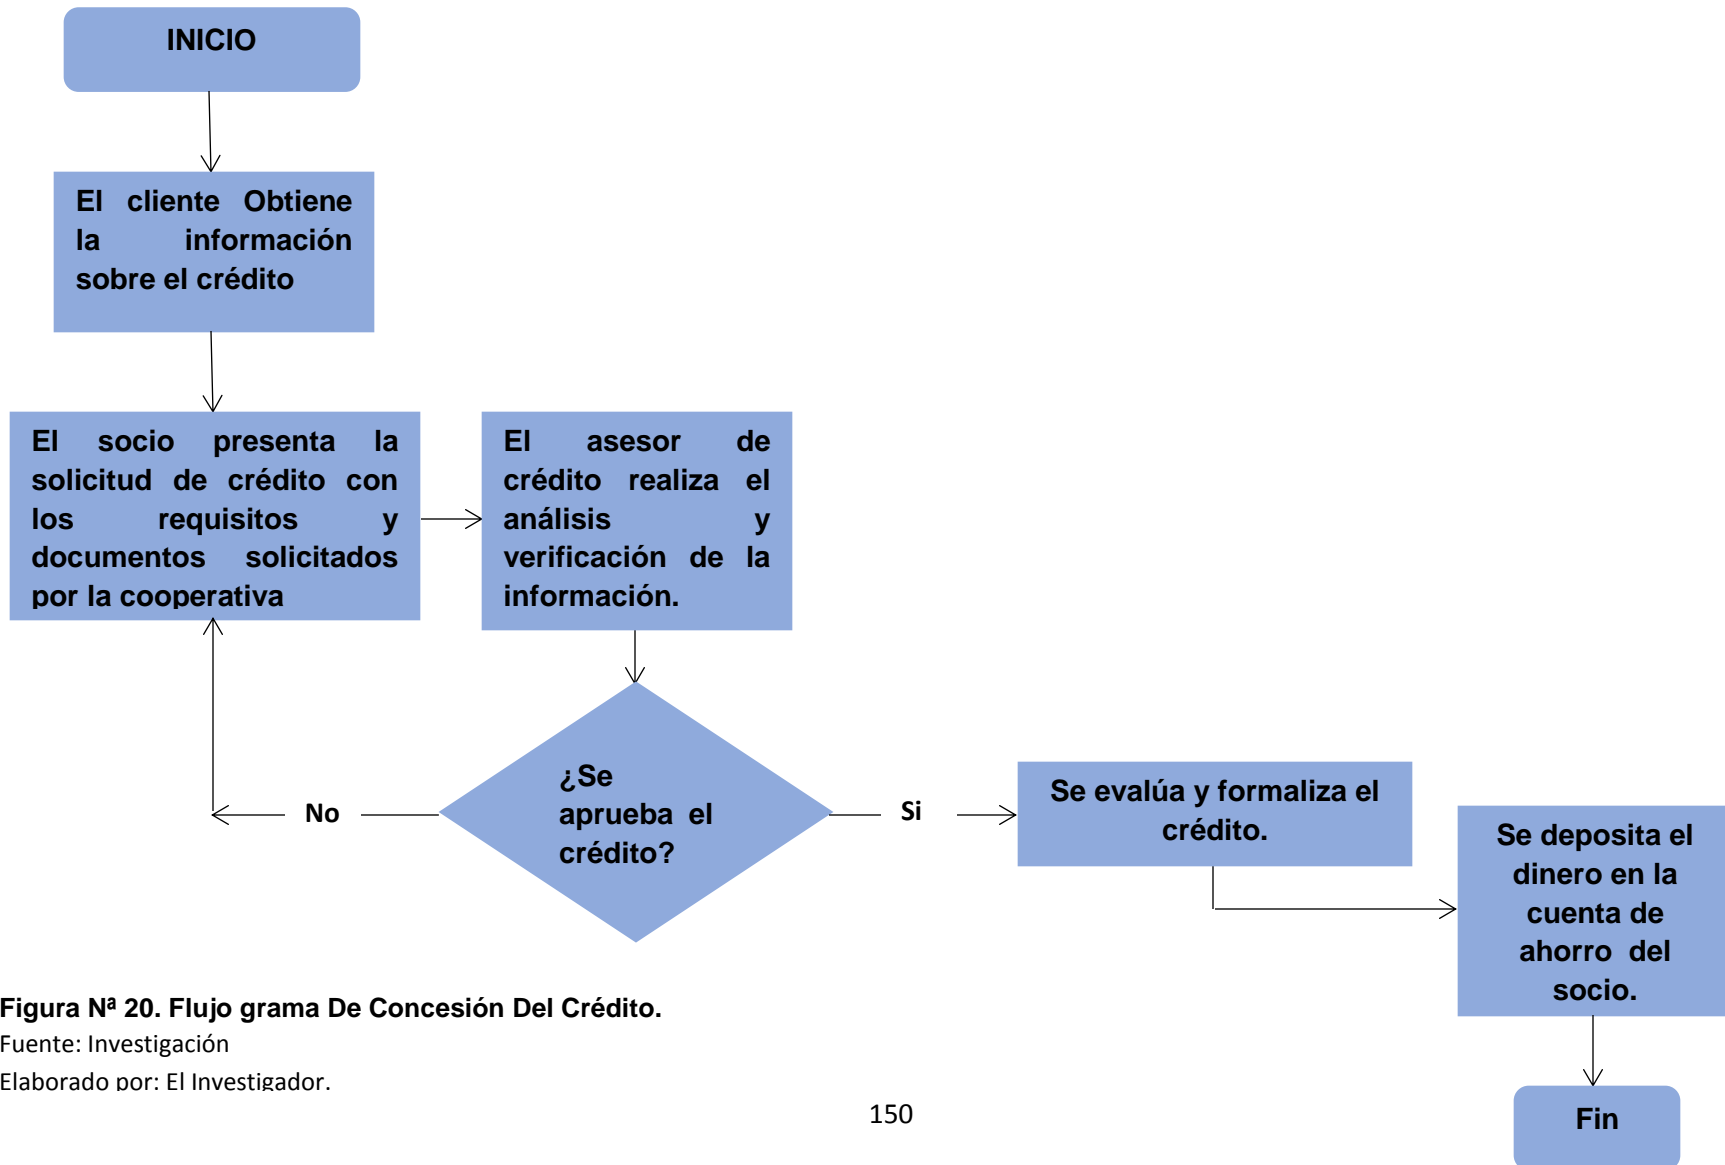 INICIO
El cliente Obtiene
la información
sobre el crédito
El socio presenta la
solicitud de crédito con
los requisitos y
documentos solicitados
por la cooperativa
El asesor de
crédito realiza el
análisis y
verificación de la
información.
¿Se
aprueba el
crédito?
No
Si
Se evalúa y formaliza el
crédito.
Se deposita el
dinero en la
cuenta de
ahorro del
socio.
Fin
Figura Nª 20. Flujo grama De Concesión Del Crédito.
Fuente: Investigación
Elaborado por: El Investigador.
150